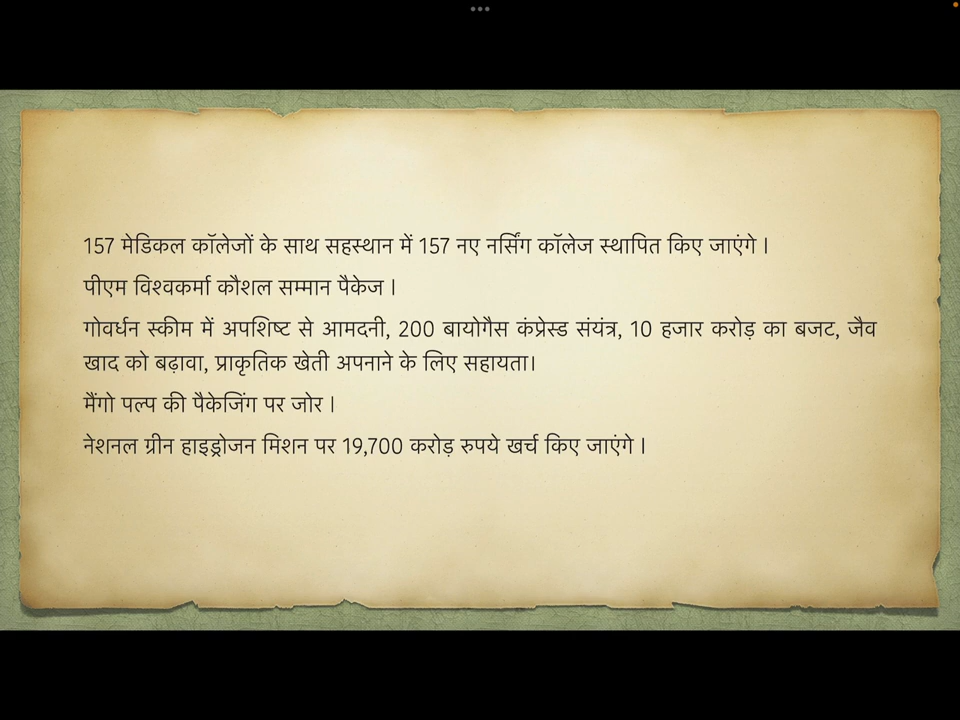 157 मेडिकल कॉलेजों के साथ सहस्थान में 157 नए नर्सिंग कॉलेज स्थापित किए जाएंगे ।
पीएम विश्वकर्मा कौशल सम्मान पैकेज ।
गोवर्धन स्कीम में अपशिष्ट से आमदनी, 200 बायोगैस कंप्रेस्ड संयंत्र, 10 हजार करोड़ का बजट, जैव
खाद को बढ़ावा, प्राकृतिक खेती अपनाने के लिए सहायता।
मैंगो पल्प की पैकेजिंग पर जोर ।
नेशनल ग्रीन हाइड्रोजन मिशन पर 19,700 करोड़ रुपये खर्च किए जाएंगे ।